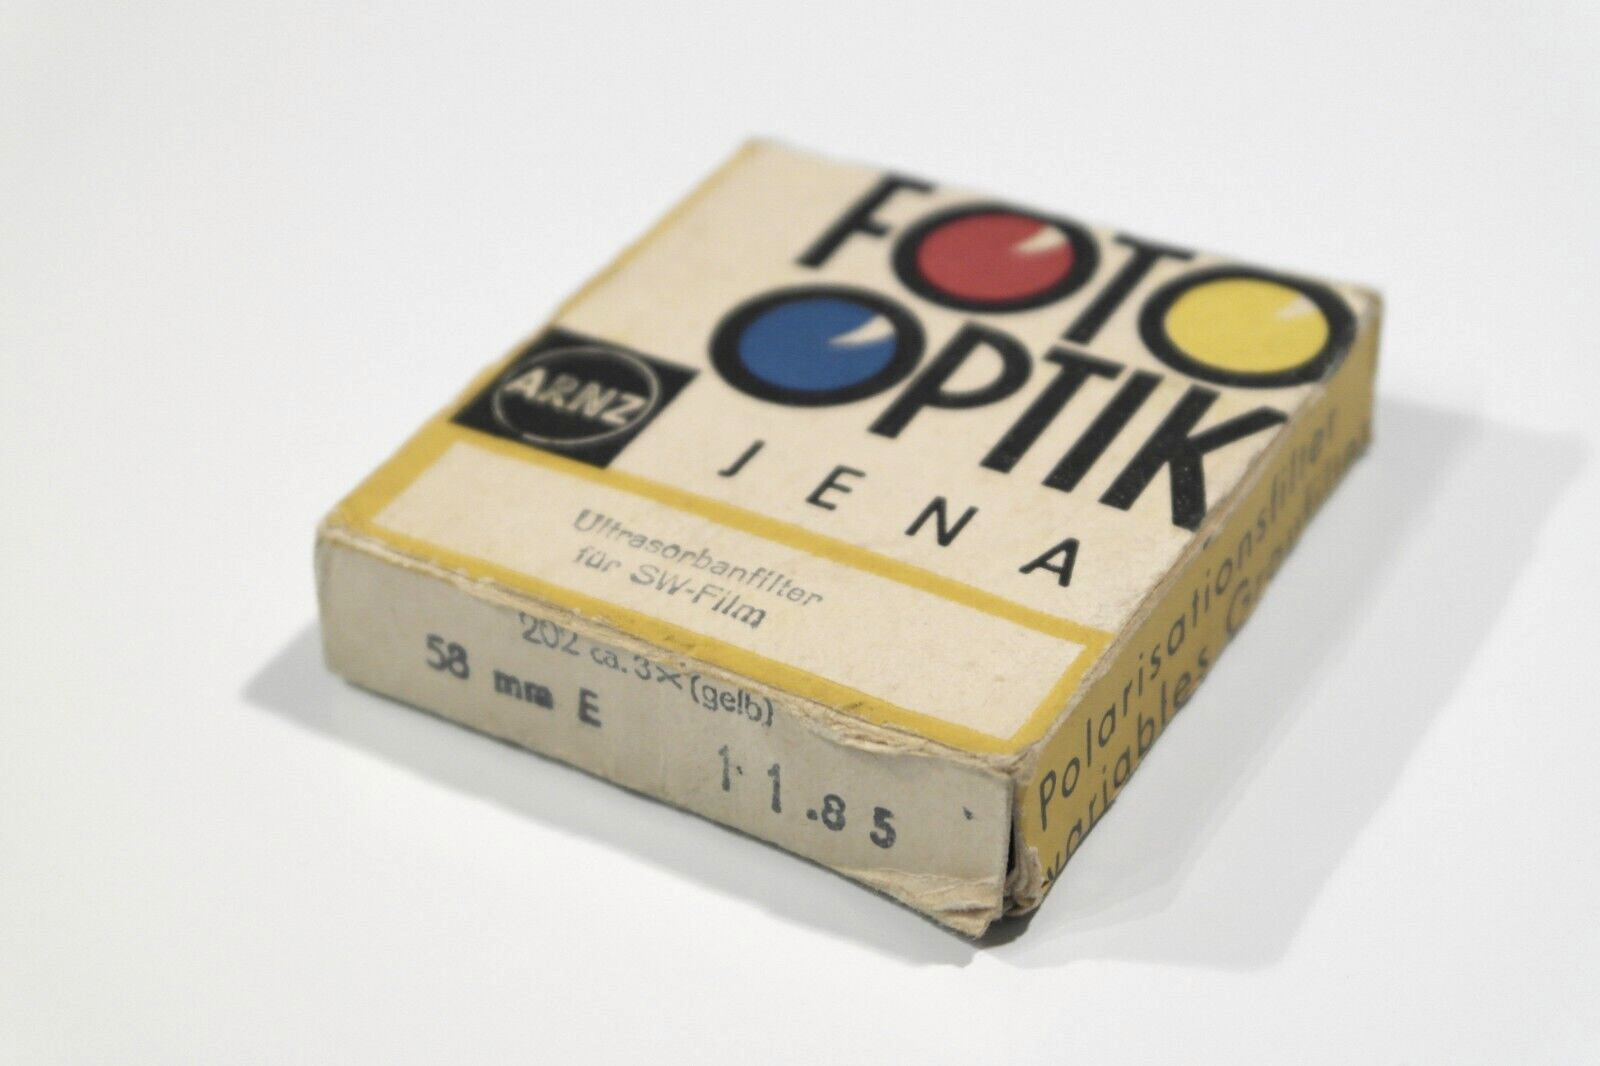 FOTO
OPTIK
JENA
ARNZ
Ultrasorbanfilter
für SW-Film
202 ca. 3× (gelb)
58 mm E
11.85
Polarisationsfilter
variables